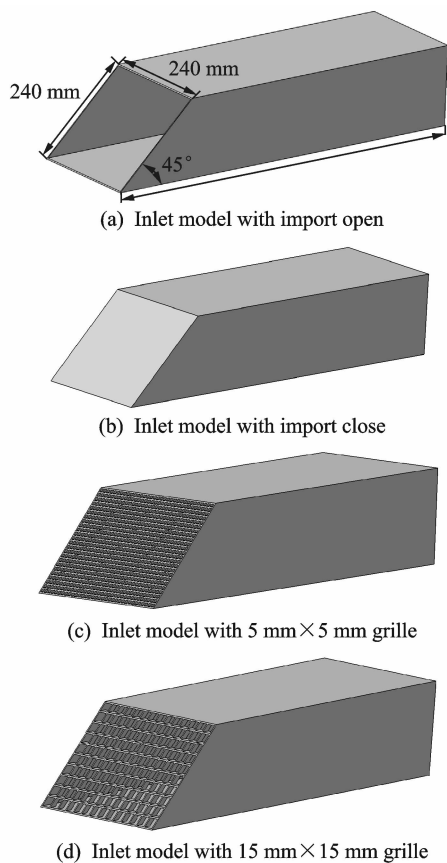 240 mm
240 mm
45°
(a) Inlet model with import open
(b) Inlet model with import close
(c) Inlet model with 5 mm×5 mm grille
(d) Inlet model with 15 mm×15 mm grille